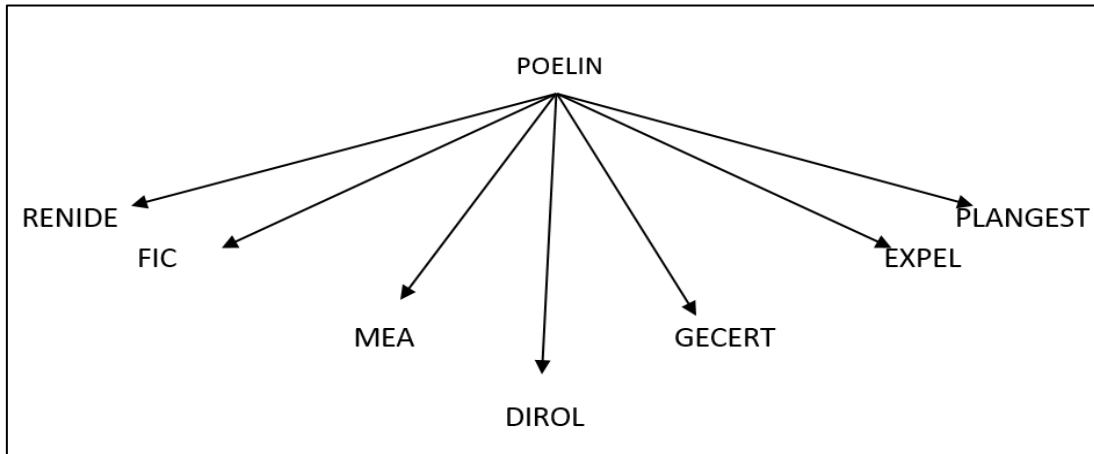 POELIN
RENIDE
PLANGEST
FIC
EXPEL
MEA
GECERT
DIROL